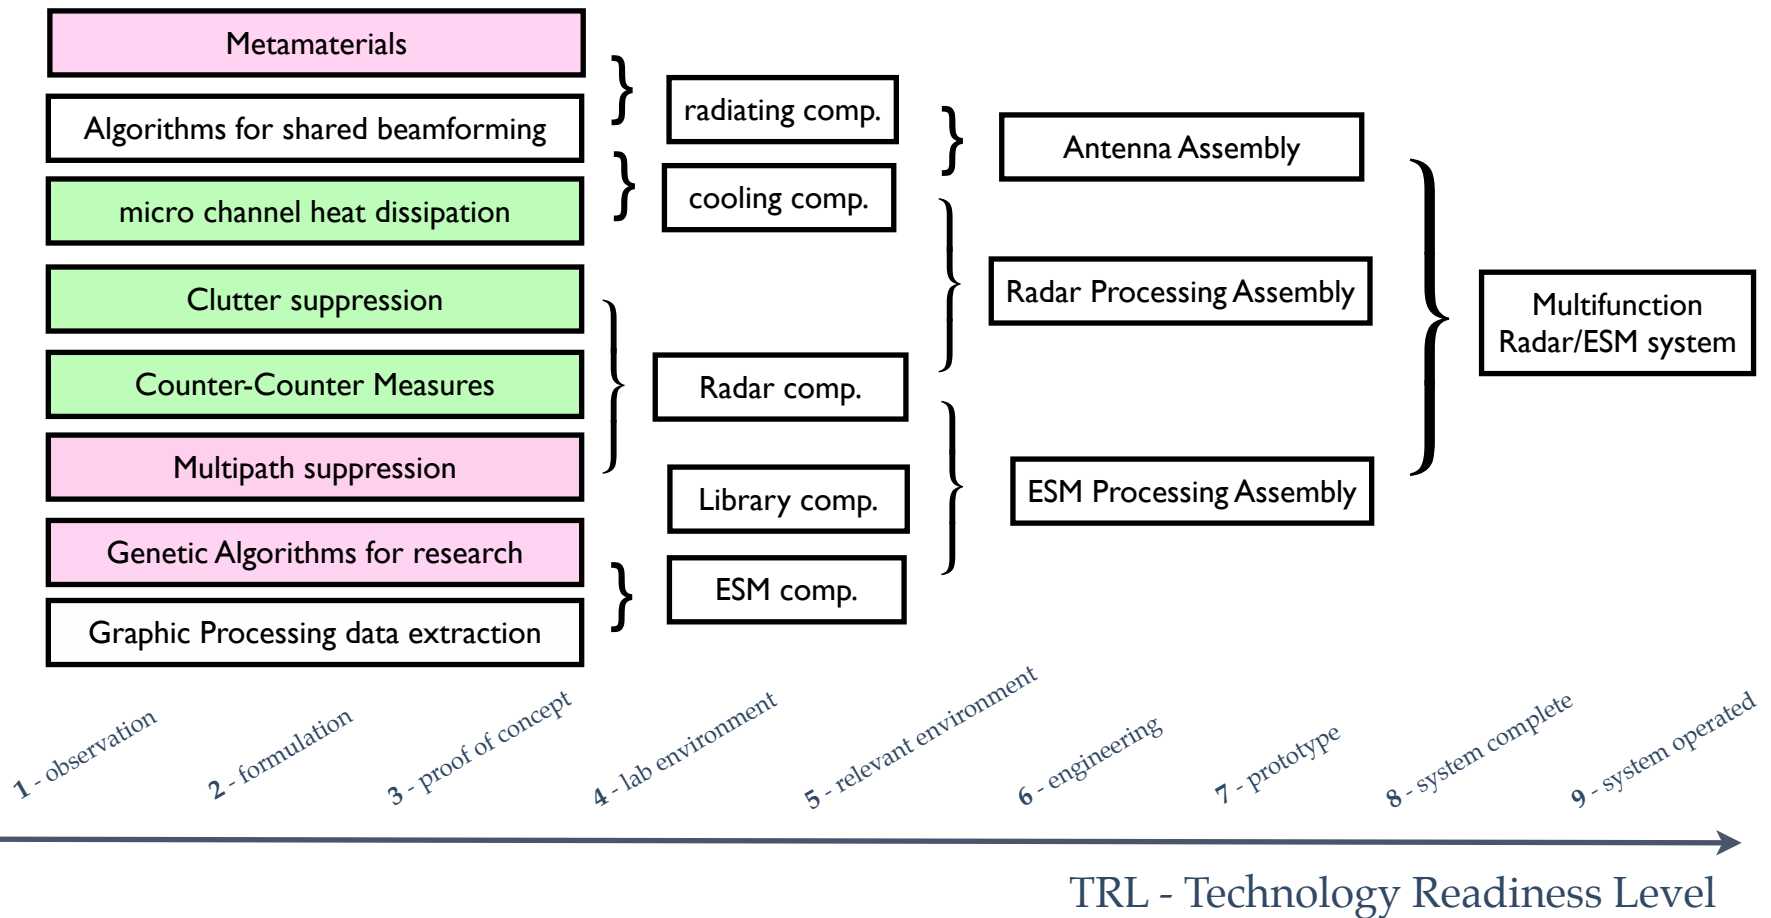 Metamaterials
Algorithms for shared beamforming
micro channel heat dissipation
Clutter suppression
Counter-Counter Measures
Multipath suppression
Genetic Algorithms for research
Graphic Processing data extraction
radiating comp.
cooling comp.
Radar comp.
Library comp.
ESM comp.
Antenna Assembly
Radar Processing Assembly
ESM Processing Assembly
Multifunction
Radar/ESM system
1 - observation
2 - formulation
3 - proof of concept
4 - lab environment
5 - relevant environment
6 - engineering
7 - prototype
8 - system complete
9 - system operated
TRL - Technology Readiness Level